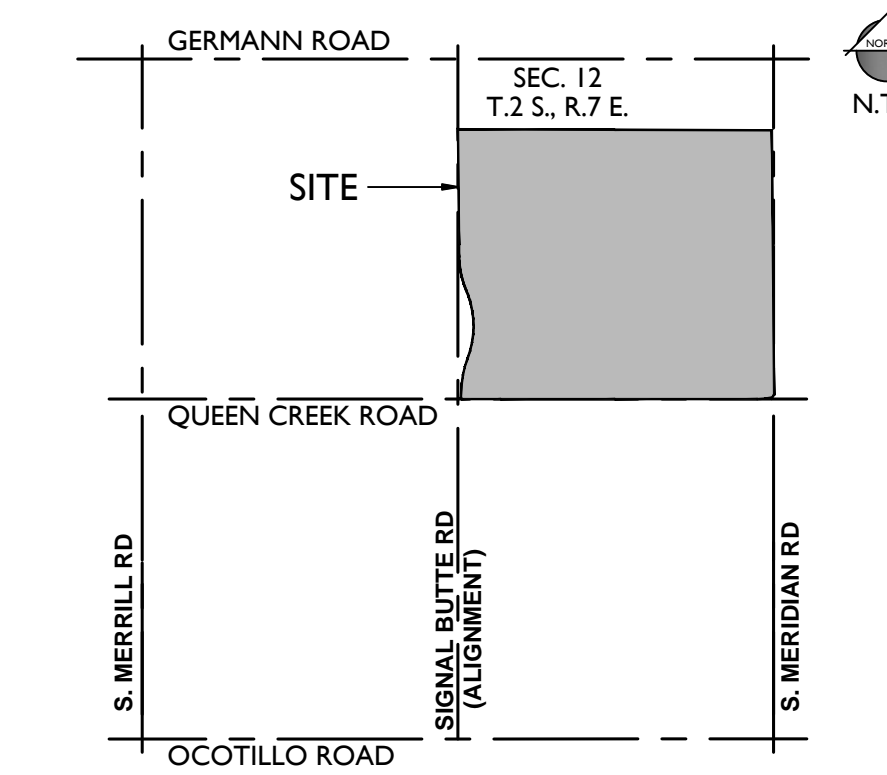 GERMANN ROAD
SEC. 12
T.2 S., R.7 E.
SITE
QUEEN CREEK ROAD
S. MERRILL RD
SIGNAL BUTTE RD
(ALIGNMENT)
S. MERIDIAN RD
OCOTILLO ROAD